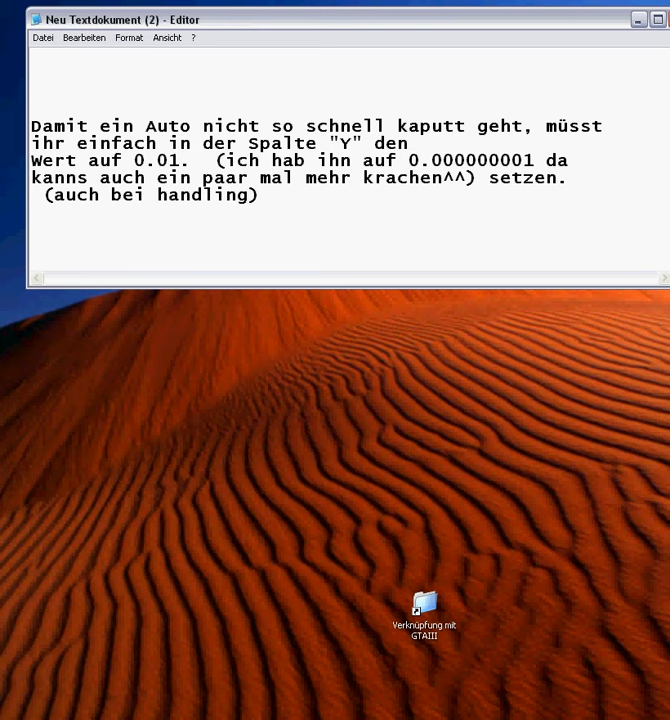 Neu Textdokument (2) - Editor
Datei Bearbeiten Format Ansicht ?
Damit ein Auto nicht so schnell kaputt geht, müsst
ihr einfach in der Spalte "Y" den
Wert auf 0.01. (ich hab ihn auf 0.000000001 da
kanns auch ein paar mal mehr krachen^^) setzen.
(auch bei handling)
Verknüpfung mit
GTAIII